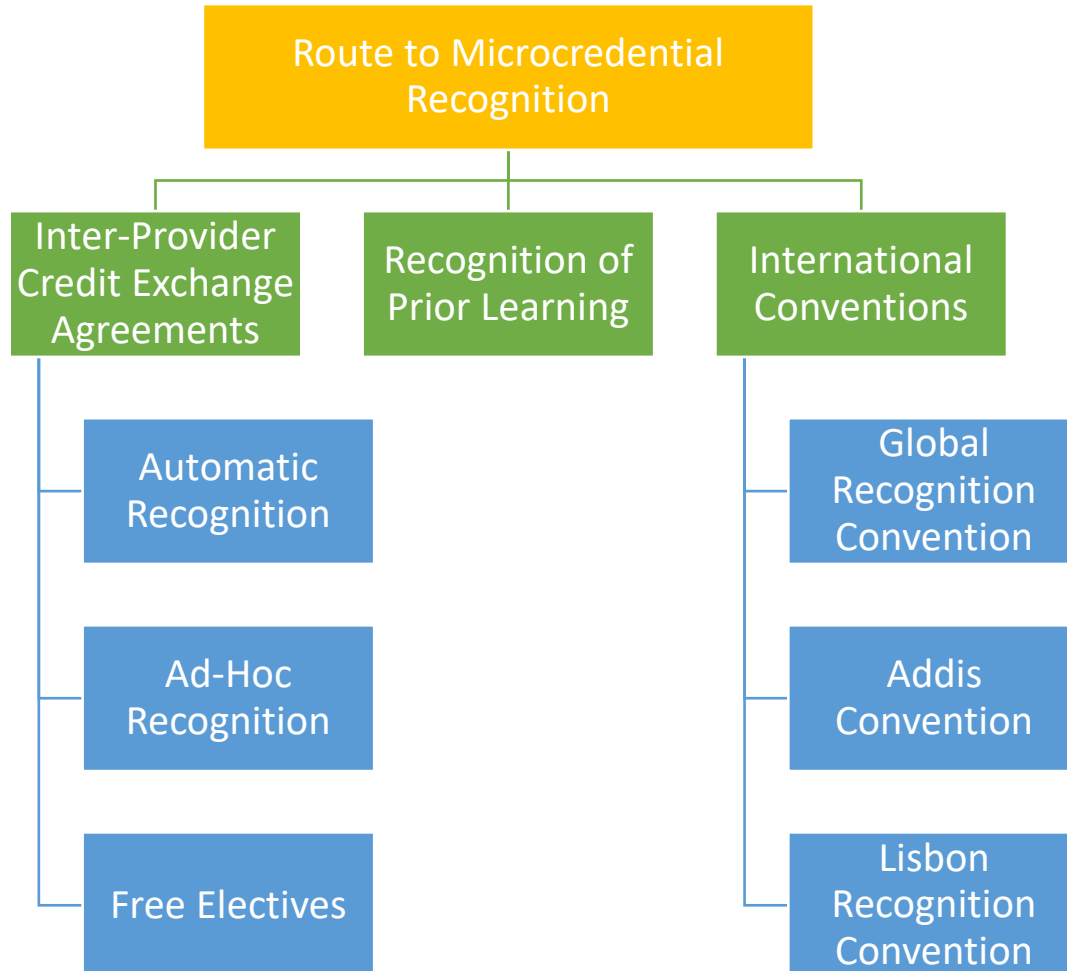 Route to Microcredential
Recognition
Inter-Provider
Credit Exchange
Agreements
Recognition of
Prior Learning
International
Conventions
Automatic
Recognition
Ad-Hoc
Recognition
Free Electives
Global
Recognition
Convention
Addis
Convention
Lisbon
Recognition
Convention